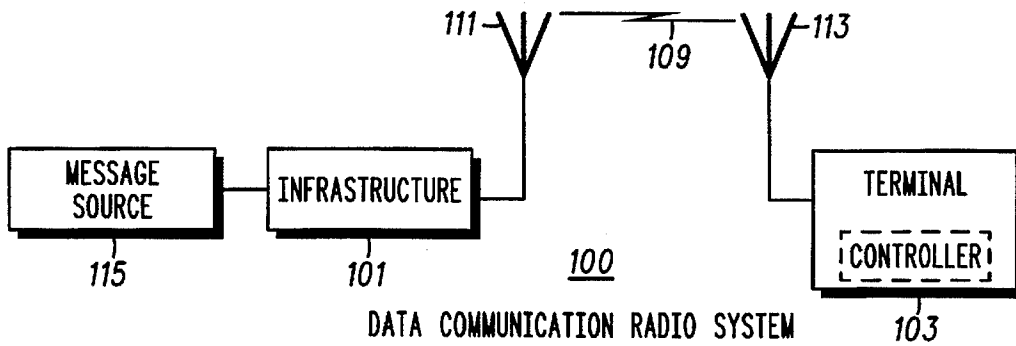 111
109
113
MESSAGE
SOURCE
115
INFRASTRUCTURE
101
TERMINAL
CONTROLLER
103
100
DATA COMMUNICATION RADIO SYSTEM